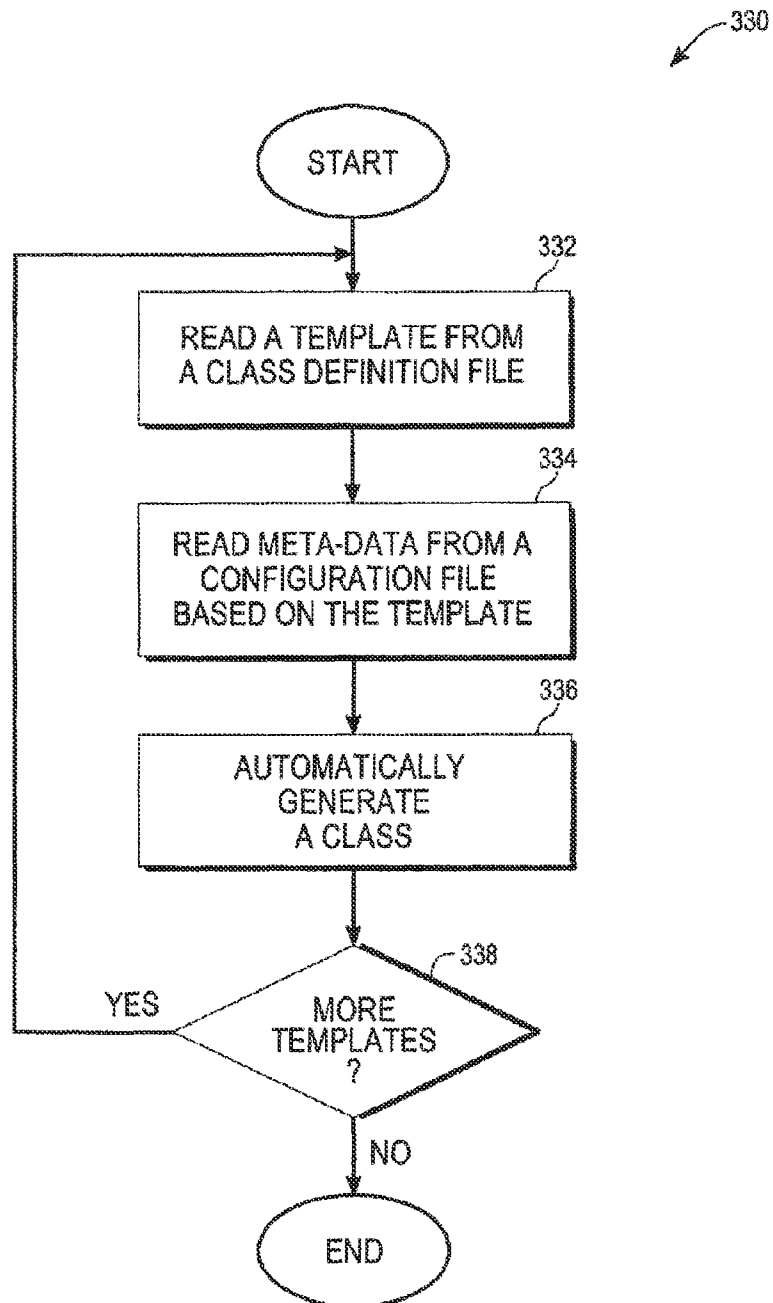 330
START
332
READ A TEMPLATE FROM
A CLASS DEFINITION FILE
334
READ META-DATA FROM A
CONFIGURATION FILE
BASED ON THE TEMPLATE
336
AUTOMATICALLY
GENERATE
A CLASS
338
YES
MORE
TEMPLATES
?
NO
END